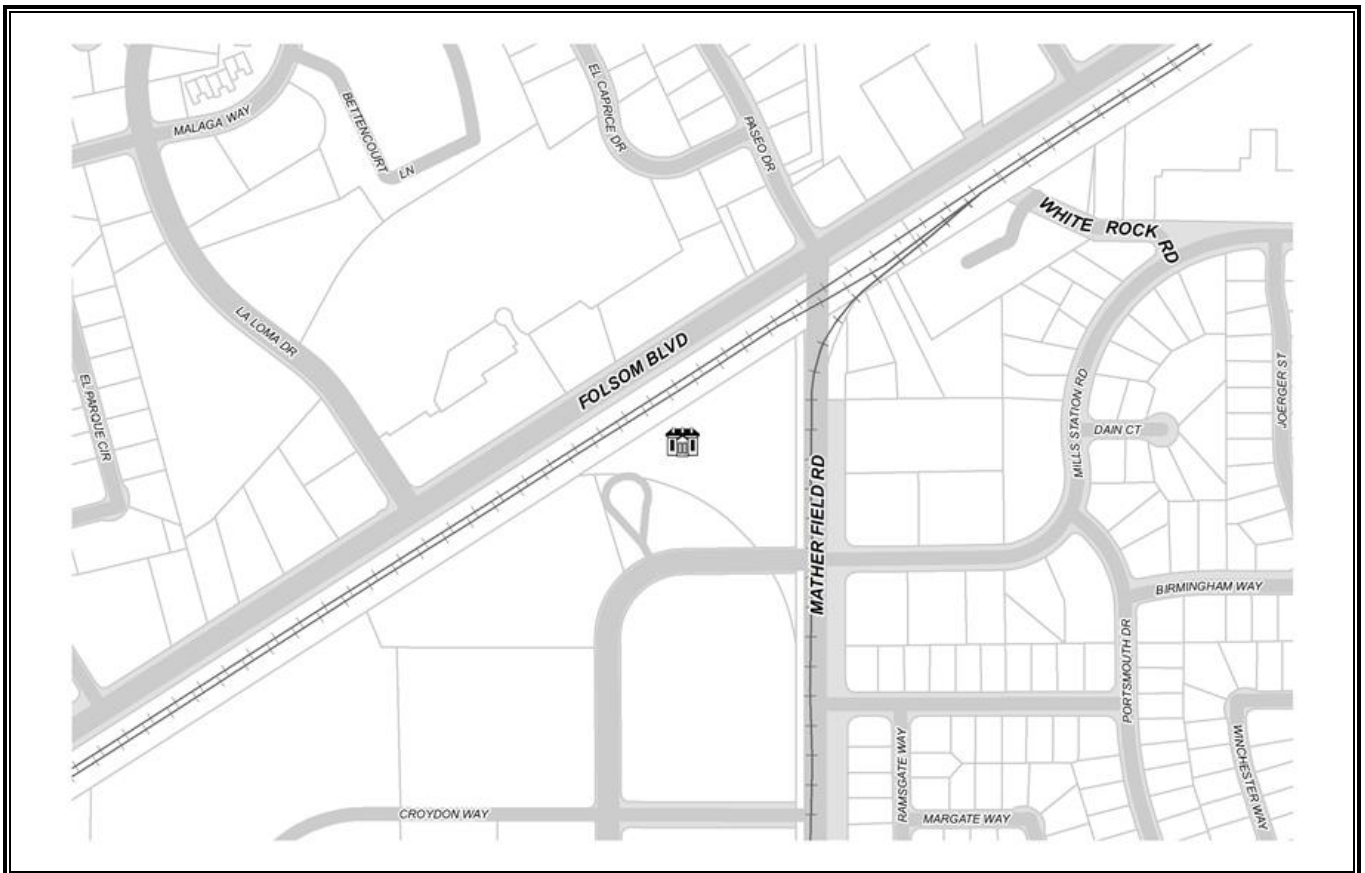 MALAGA WAY
BETTENCOURT
LN
EL CAPRICE DR
PASEO DR
WHITE ROCK
RD
LA LOMA DR
FOLSOM BLVD
EL PARQUE CIR
MILLS STATION RD
DAIN CT
JOERGER ST
MATHER FIELD RD
BIRMINGHAM WAY
PORTSMOUTH DR
RAMSGATE WAY
WINCHESTER WAY
CROYDON WAY
MARGATE WAY